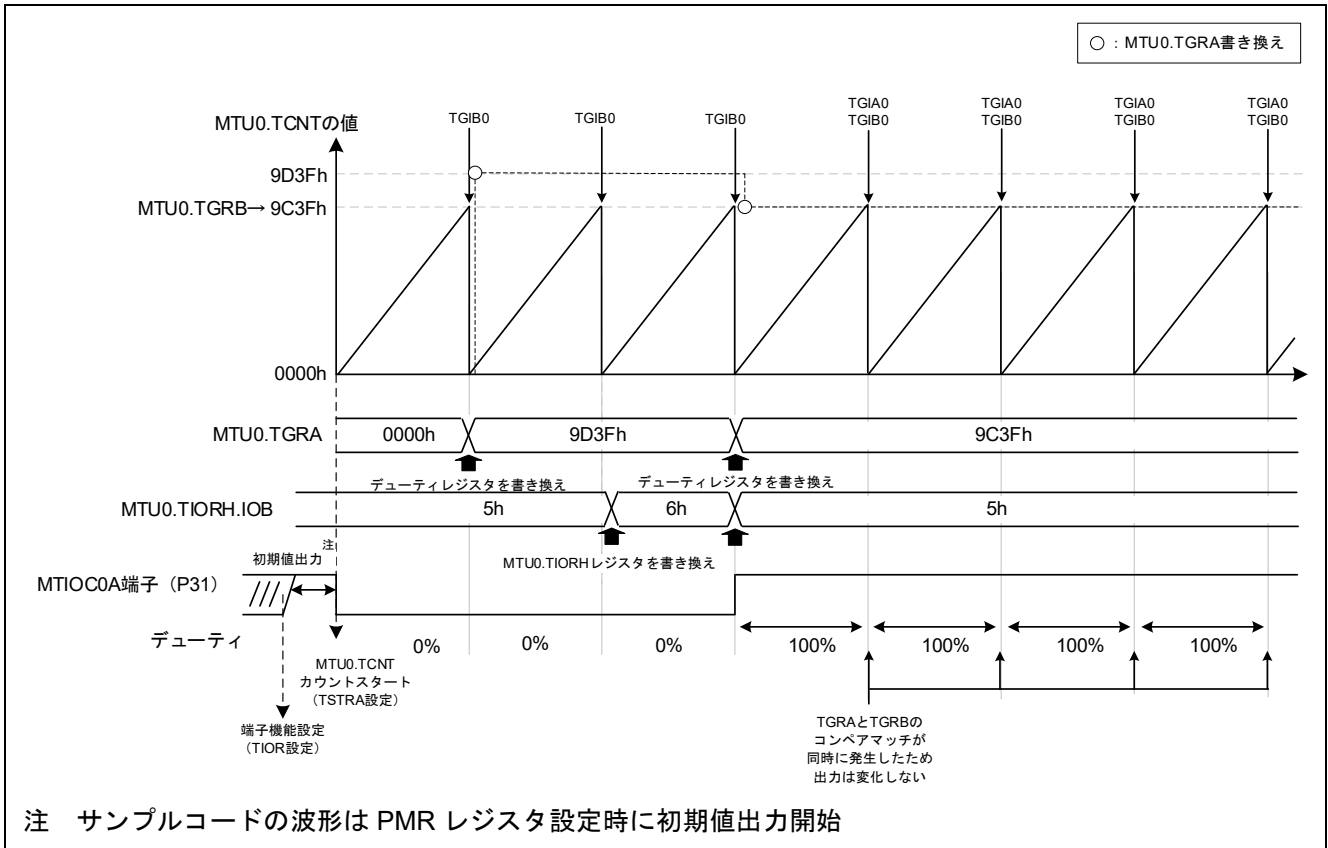 ○：MTU0.TGRA書き換え
MTU0.TCNTの値
TGIB0
TGIB0
TGIB0
TGIA0
TGIB0
TGIA0
TGIB0
TGIA0
TGIB0
TGIA0
TGIB0
9D3Fh
MTU0.TGRB→ 9C3Fh
0000h
MTU0.TGRA
0000h
9D3Fh
9C3Fh
デューティレジスタを書き換え
デューティレジスタを書き換え
MTU0.TIORH.IOB
5h
6h
5h
MTU0.TIORHレジスタを書き換え
初期値出力注
MTIOC0A端子（P31）
デューティ
0%
0%
0%
100%
100%
100%
100%
MTU0.TCNT
カウントスタート
（TSTRA設定）
端子機能設定
（TIOR設定）
TGRAとTGRBの
コンペアマッチが
同時に発生したため
出力は変化しない
注　サンプルコードの波形は PMR レジスタ設定時に初期値出力開始